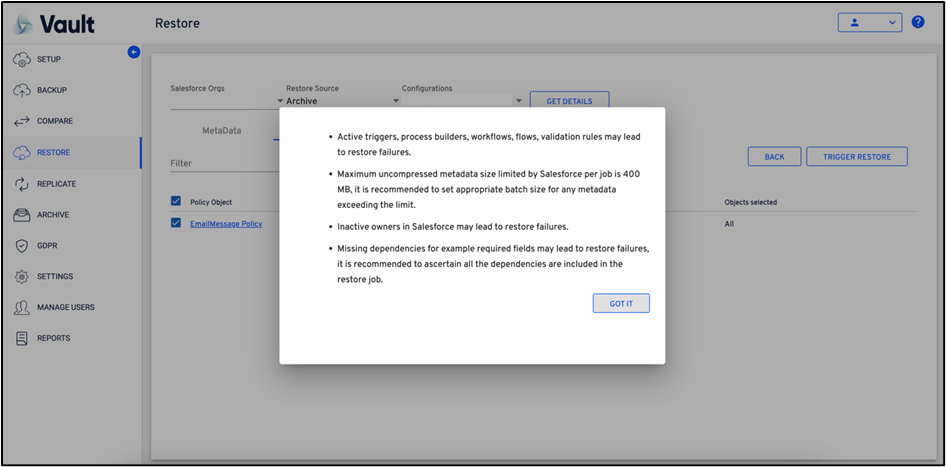 Vault
Restore
?
SETUP
BACKUP
COMPARE
RESTORE
REPLICATE
ARCHIVE
GDPR
SETTINGS
MANAGE USERS
REPORTS
Salesforce Orgs
Restore Source
Configurations
Archive
GET DETAILS
MetaData
Filter
BACK
TRIGGER RESTORE
Policy Object
Objects selected
EmailMessage Policy
All
• Active triggers, process builders, workflows, flows, validation rules may lead
to restore failures.
• Maximum uncompressed metadata size limited by Salesforce per job is 400
MB, it is recommended to set appropriate batch size for any metadata
exceeding the limit.
• Inactive owners in Salesforce may lead to restore failures.
• Missing dependencies for example required fields may lead to restore failures,
it is recommended to ascertain all the dependencies are included in the
restore job.
GOT IT